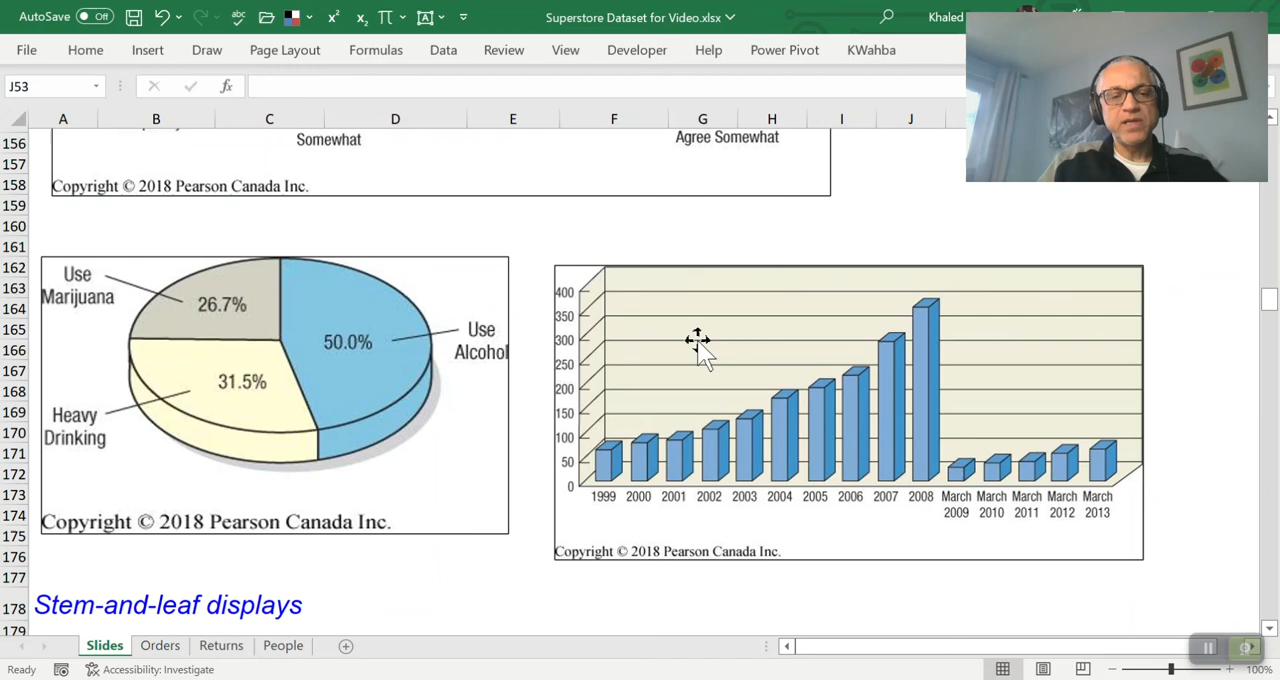 AutoSave Off abc x² x₂ π A Superstore Dataset for Video.xlsx Khaled
File Home Insert Draw Page Layout Formulas Data Review View Developer Help Power Pivot KWahba
J53 fx
A B C D E F G H I J
156 Somewhat Agree Somewhat
157
158 Copyright © 2018 Pearson Canada Inc.
159
160
161
162
163
164
165
166
167
168
169
170
171
172
173
174
175
176
177
178
179
Use
Marijuana
26.7%
50.0%
Use
Alcohol
31.5%
Heavy
Drinking
Copyright © 2018 Pearson Canada Inc.
400
350
300
250
200
150
100
50
0
1999 2000 2001 2002 2003 2004 2005 2006 2007 2008 March March March March March
2009 2010 2011 2012 2013
Copyright © 2018 Pearson Canada Inc.
Stem-and-leaf displays
Slides Orders Returns People
Ready Accessibility: Investigate 100%